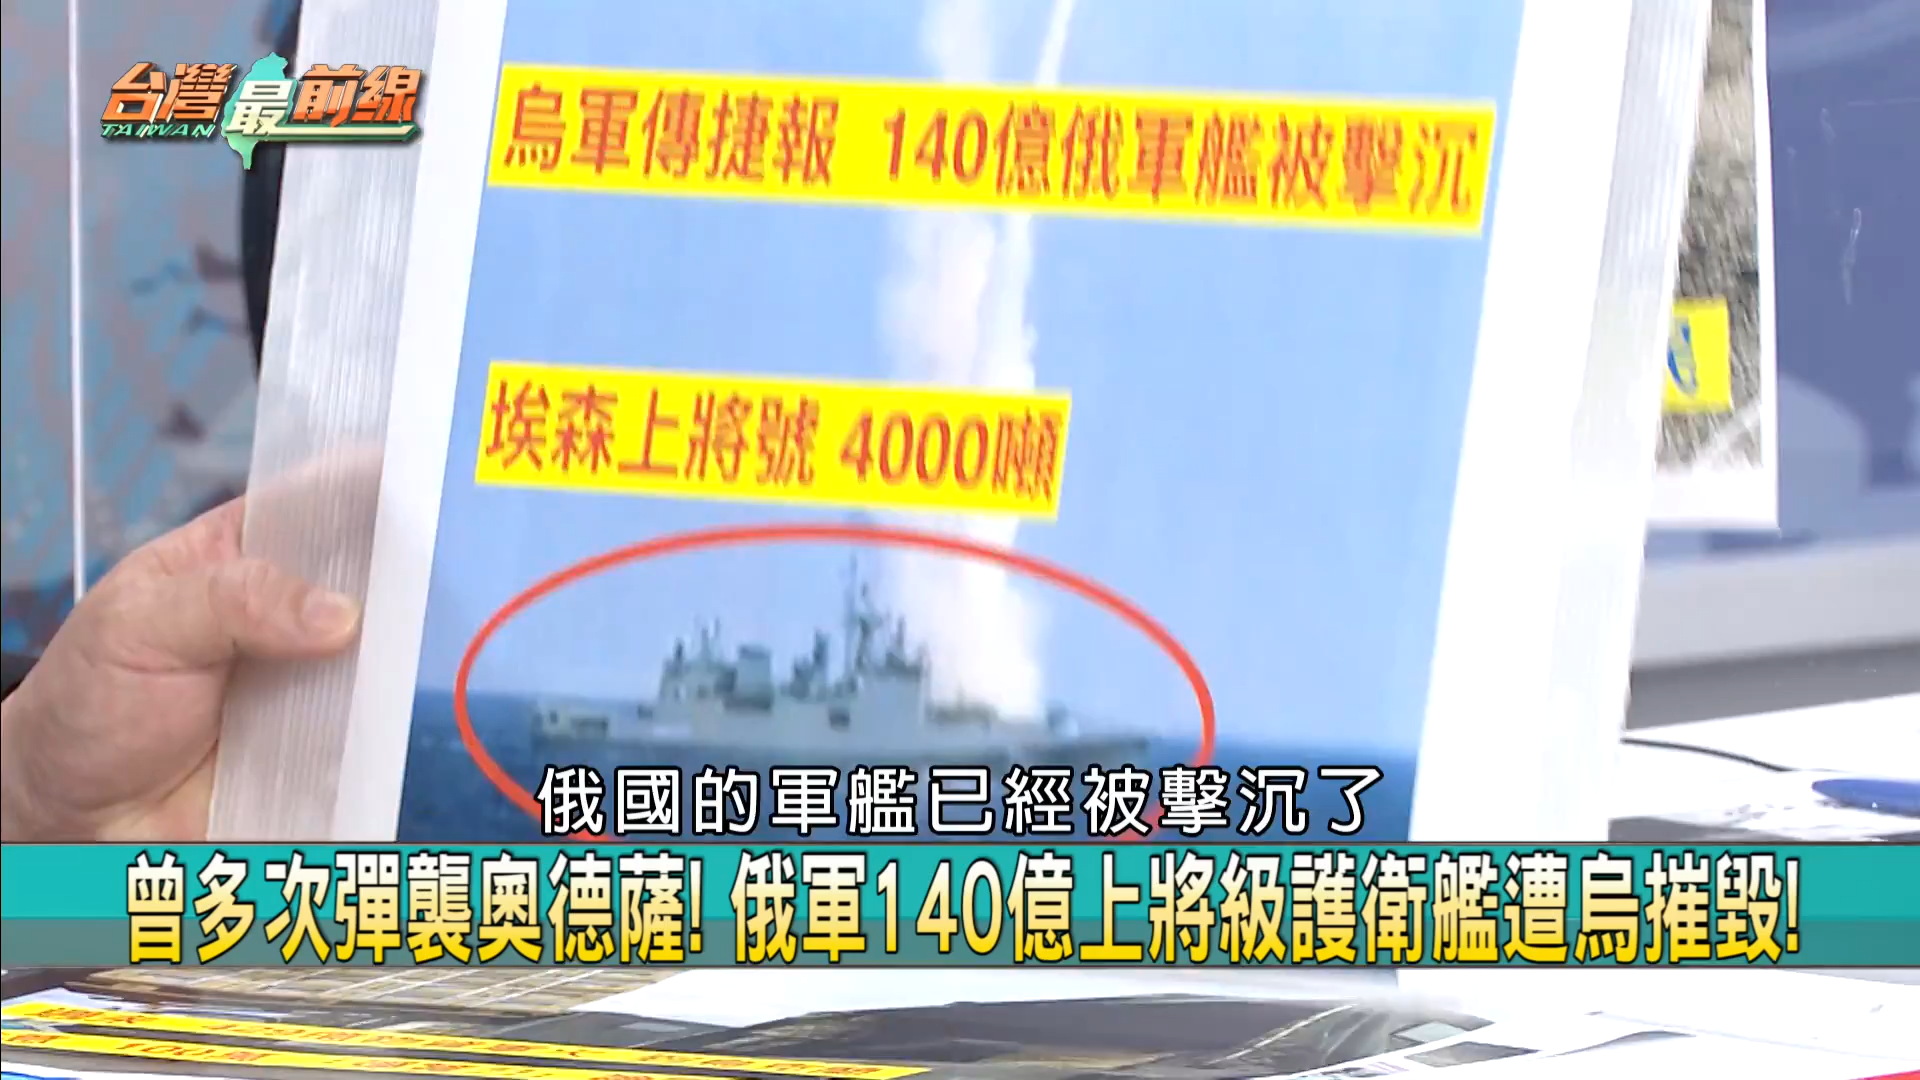 台灣最前線
TAIWAN
烏軍傳捷報 140億俄軍艦被擊沉
埃森上將號 4000噸
俄國的軍艦已經被擊沉了
曾多次彈襲奧德薩! 俄軍140億上將級護衛艦遭烏摧毀!